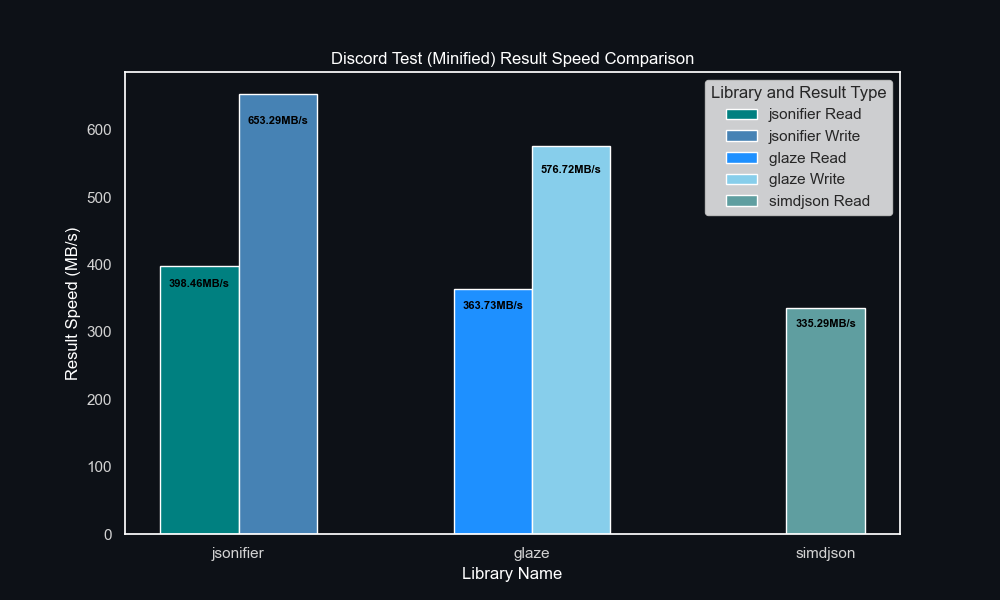 Discord Test (Minified) Result Speed Comparison
Library and Result Type
jsonifier Read
jsonifier Write
glaze Read
glaze Write
simdjson Read
Result Speed (MB/s)
600
500
400
300
200
100
0
398.46MB/s
653.29MB/s
363.73MB/s
576.72MB/s
335.29MB/s
jsonifier
glaze
simdjson
Library Name